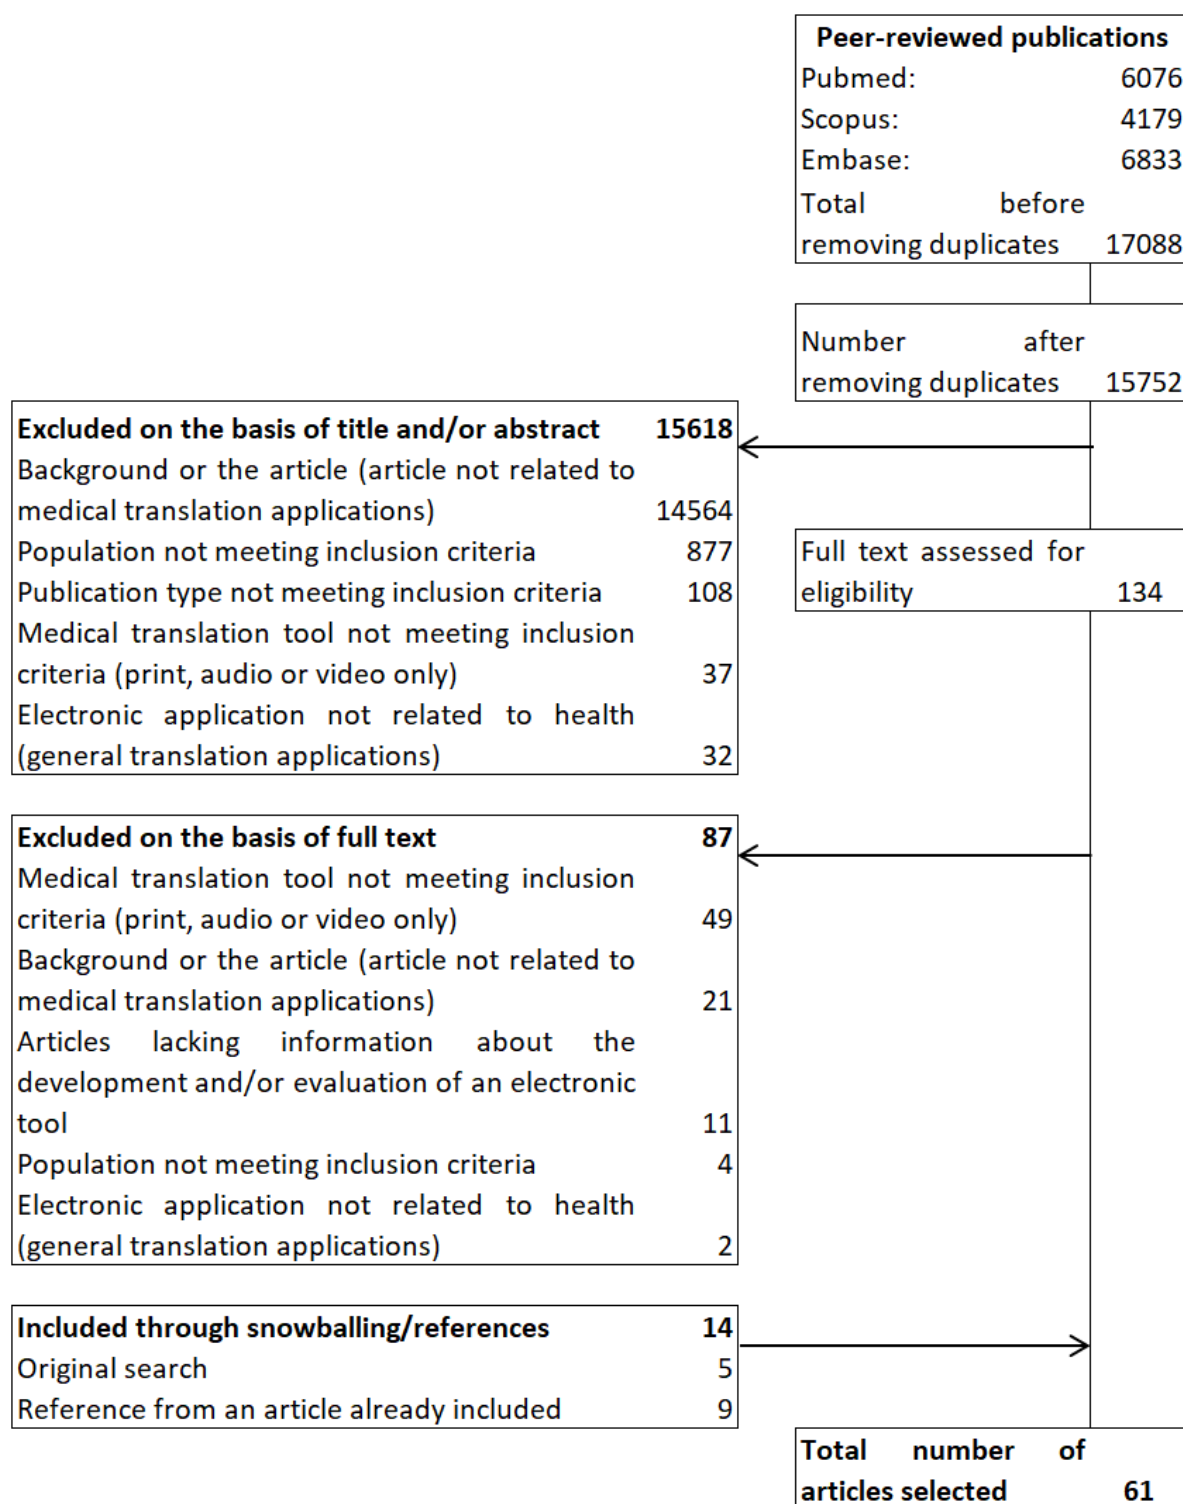 Peer-reviewed publications
Pubmed: 6076
Scopus: 4179
Embase: 6833
Total before
removing duplicates 17088
Number after
removing duplicates 15752
Excluded on the basis of title and/or abstract 15618
Background or the article (article not related to
medical translation applications) 14564
Population not meeting inclusion criteria 877
Publication type not meeting inclusion criteria 108
Medical translation tool not meeting inclusion
criteria (print, audio or video only) 37
Electronic application not related to health
(general translation applications) 32
Full text assessed for
eligibility 134
Excluded on the basis of full text 87
Medical translation tool not meeting inclusion
criteria (print, audio or video only) 49
Background or the article (article not related to
medical translation applications) 21
Articles lacking information about the
development and/or evaluation of an electronic
tool 11
Population not meeting inclusion criteria 4
Electronic application not related to health
(general translation applications) 2
Included through snowballing/references 14
Original search 5
Reference from an article already included 9
Total number of
articles selected 61